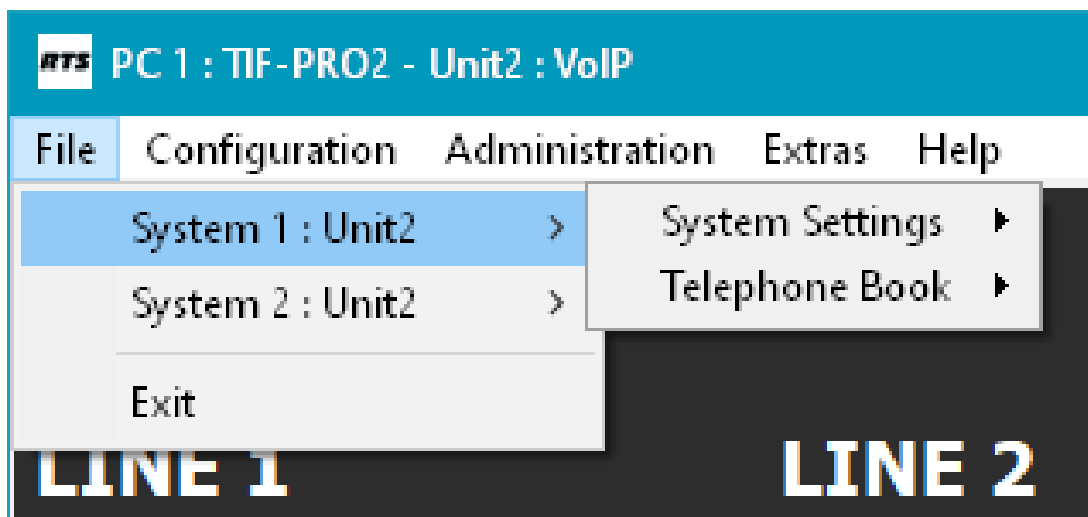 RTS PC 1 : TIF-PRO2 - Unit2 : VoIP
File Configuration Administration Extras Help
System 1 : Unit2 >
System Settings
System 2 : Unit2 >
Telephone Book
Exit
LINE 1 LINE 2